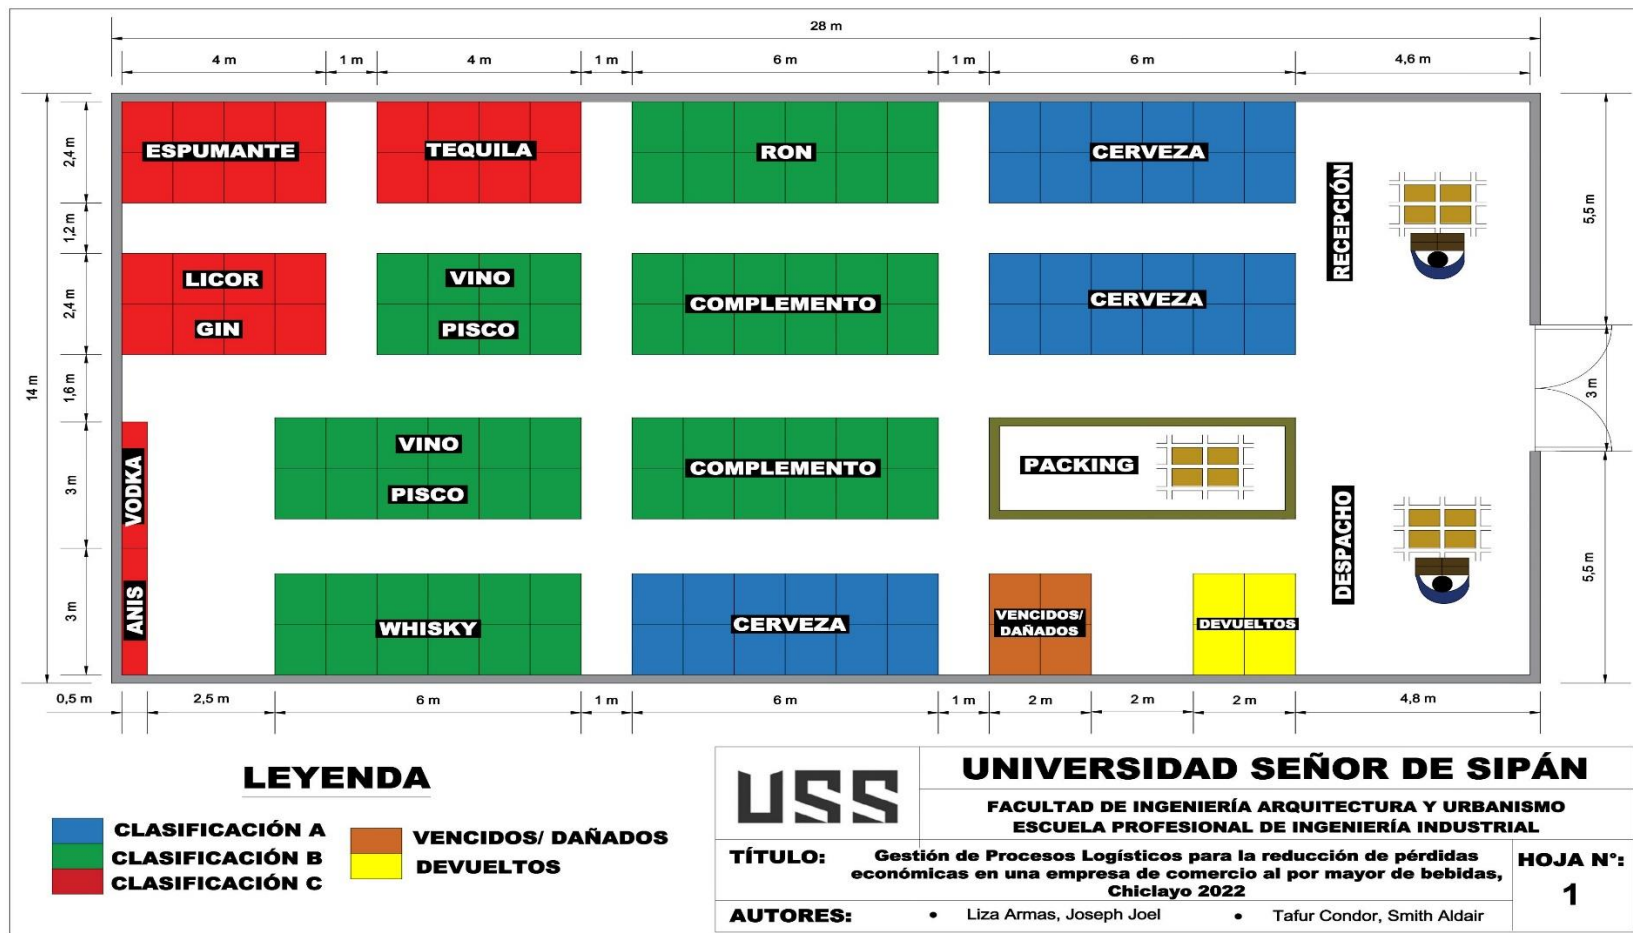 28 m
4 m
1 m
4 m
1 m
6 m
1 m
6 m
4,6 m
14 m
2,4 m
1,2 m
2,4 m
1,6 m
3 m
3 m
5,5 m
3 m
5,5 m
ESPUMANTE
TEQUILA
RON
CERVEZA
RECEPCIÓN
LICOR
GIN
VINO
PISCO
COMPLEMENTO
CERVEZA
VODKA
VINO
PISCO
COMPLEMENTO
PACKING
DESPACHO
ANIS
WHISKY
CERVEZA
VENCIDOS/
DAÑADOS
DEVUELTOS
0,5 m
2,5 m
6 m
1 m
6 m
1 m
2 m
2 m
2 m
4,8 m
LEYENDA
CLASIFICACIÓN A
CLASIFICACIÓN B
CLASIFICACIÓN C
VENCIDOS/ DAÑADOS
DEVUELTOS
USS
UNIVERSIDAD SEÑOR DE SIPÁN
FACULTAD DE INGENIERÍA ARQUITECTURA Y URBANISMO
ESCUELA PROFESIONAL DE INGENIERÍA INDUSTRIAL
TÍTULO:
Gestión de Procesos Logísticos para la reducción de pérdidas
económicas en una empresa de comercio al por mayor de bebidas,
Chiclayo 2022
HOJA N°:
1
AUTORES:
• Liza Armas, Joseph Joel
• Tafur Condor, Smith Aldair